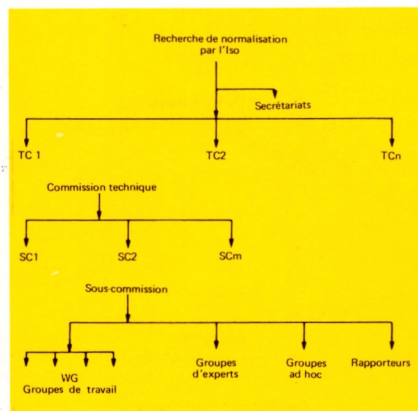 Recherche de normalisation
par l'Iso
Secrétariats
TC 1 TC2 TCn
Commission technique
SC1 SC2 SCm
Sous-commission
WG
Groupes de travail
Groupes
d'experts
Groupes
ad hoc
Rapporteurs